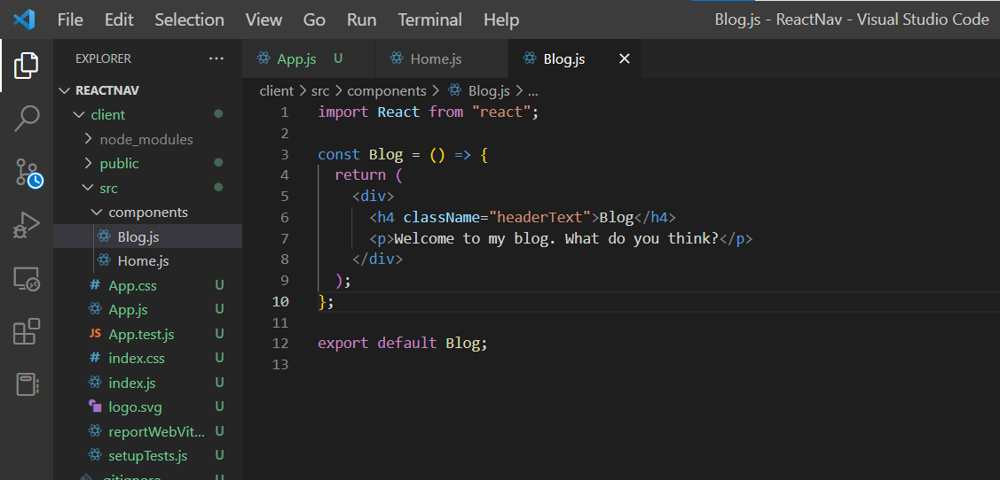 File Edit Selection View Go Run Terminal Help Blog.js - ReactNav - Visual Studio Code
EXPLORER ...
REACTNAV
client
node_modules
public
src
components
Blog.js
Home.js
# App.css U
App.js U
JS App.test.js U
# index.css U
index.js U
logo.svg U
reportWebVit... U
setupTests.js U
.gitignore U
App.js U Home.js Blog.js
client > src > components > Blog.js > ...
1 import React from "react";
2
3 const Blog = () => {
4 return (
5 <div>
6 <h4 className="headerText">Blog</h4>
7 <p>Welcome to my blog. What do you think?</p>
8 </div>
9 );
10 };
11
12 export default Blog;
13